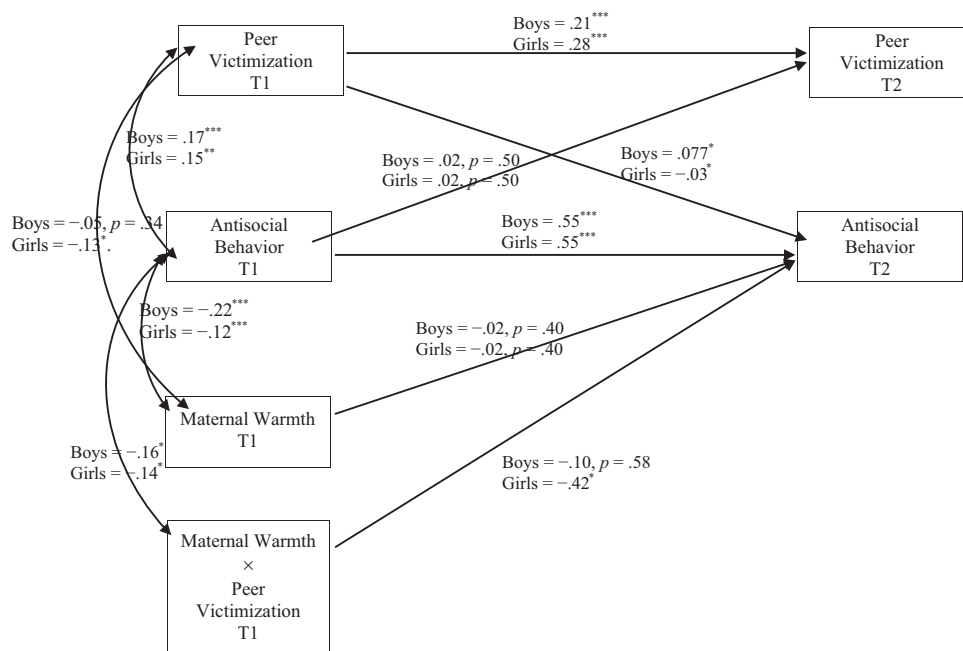 Peer
Victimization
T1
Boys = .21***
Girls = .28***
Peer
Victimization
T2
Boys = .17***
Girls = .15**
Boys = .02, p = .50
Girls = .02, p = .50
Boys = .077*
Girls = −.03*
Boys = −.05, p = .34
Girls = −.13*.
Antisocial
Behavior
T1
Boys = .55***
Girls = .55***
Antisocial
Behavior
T2
Boys = −.22***
Girls = −.12***
Boys = −.02, p = .40
Girls = −.02, p = .40
Maternal Warmth
T1
Boys = −.16*
Girls = −.14*
Boys = −.10, p = .58
Girls = −.42*
Maternal Warmth
×
Peer
Victimization
T1